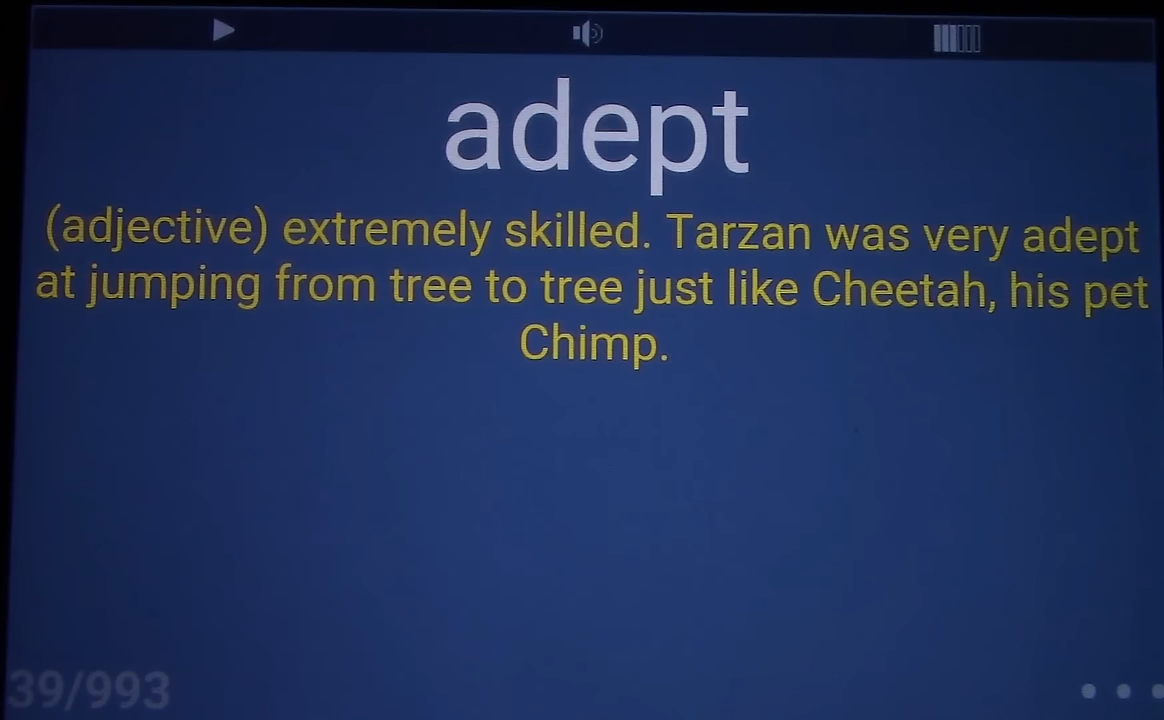 adept
(adjective) extremely skilled. Tarzan was very adept
at jumping from tree to tree just like Cheetah, his pet
Chimp.
39/993